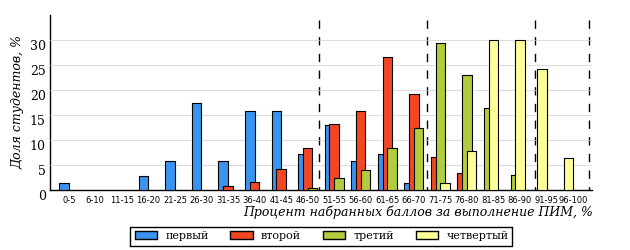 Доля студентов, %
30
25
20
15
10
5
0
0-5 6-10 11-15 16-20 21-25 26-30 31-35 36-40 41-45 46-50 51-55 56-60 61-65 66-70 71-75 76-80 81-85 86-90 91-95 96-100
Процент набранных баллов за выполнение ПИМ, %
первый второй третий четвертый